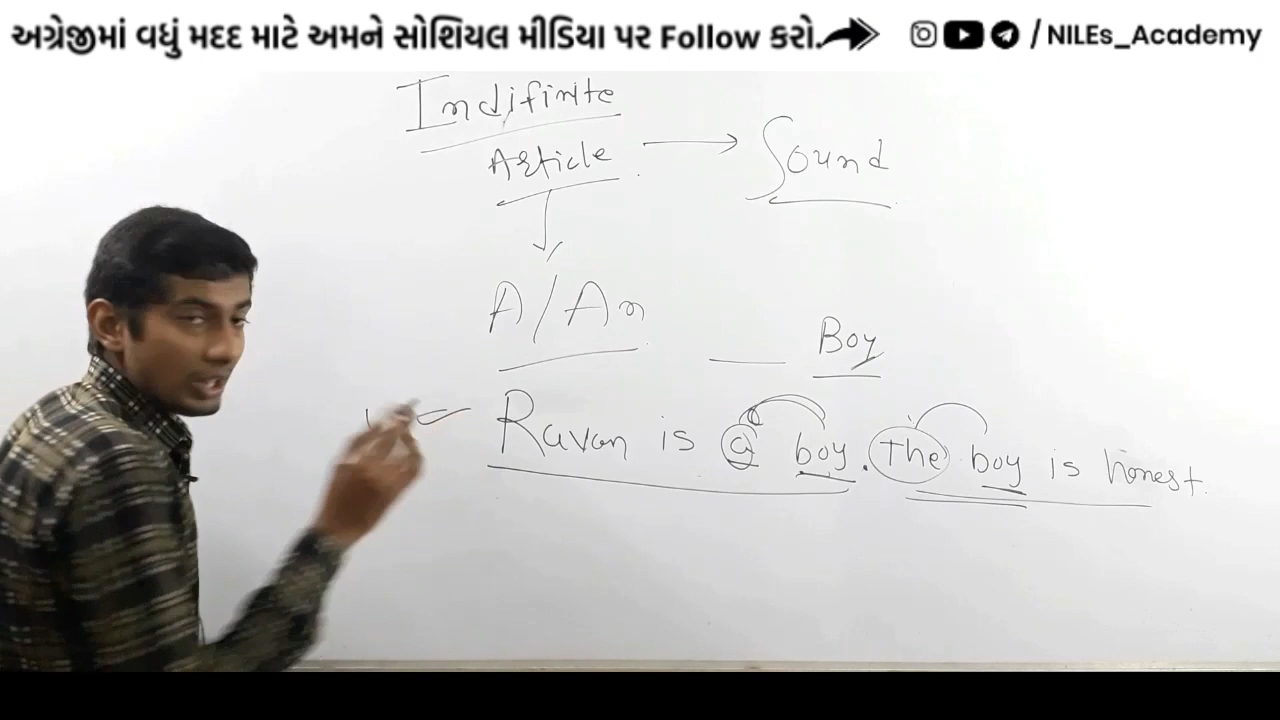 અગ્રેજીમાં વધું મદદ માટે અમને સોશિયલ મીડિયા પર Follow કરો. / NILEs_Academy
Indifinite
Article → Sound
A/An
Boy
Ravan is a boy. The boy is honest.